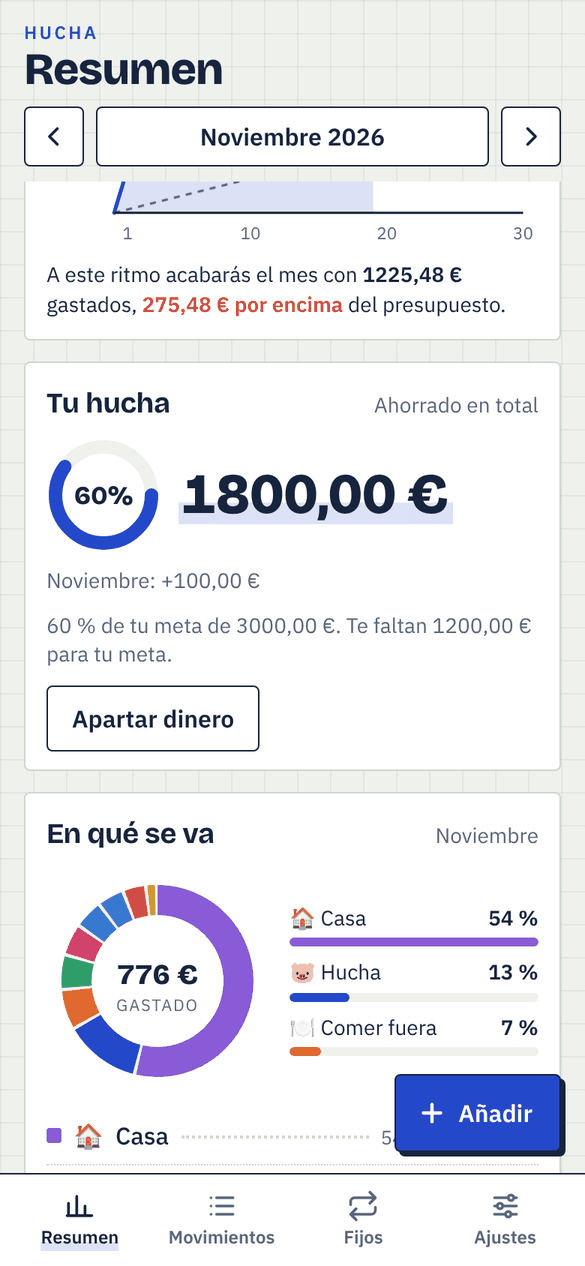 HUCHA
Resumen
Noviembre 2026
1 10 20 30
A este ritmo acabarás el mes con 1225,48 €
gastados, 275,48 € por encima del presupuesto.
Tu hucha Ahorrado en total
60% 1800,00 €
Noviembre: +100,00 €
60 % de tu meta de 3000,00 €. Te faltan 1200,00 €
para tu meta.
Apartar dinero
En qué se va Noviembre
776 €
GASTADO
Casa 54 %
Hucha 13 %
Comer fuera 7 %
Casa
Añadir
Resumen Movimientos Fijos Ajustes